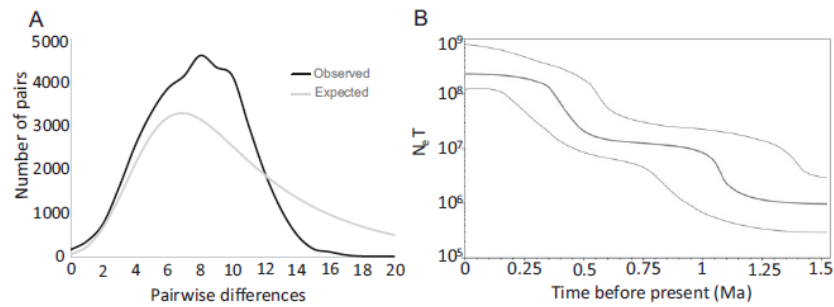 A
Number of pairs
5000
4000
3000
2000
1000
0
0 2 4 6 8 10 12 14 16 18 20
Pairwise differences
Observed
Expected
B
NₑT
10⁹
10⁸
10⁷
10⁶
10⁵
0 0.25 0.5 0.75 1 1.25 1.5
Time before present (Ma)